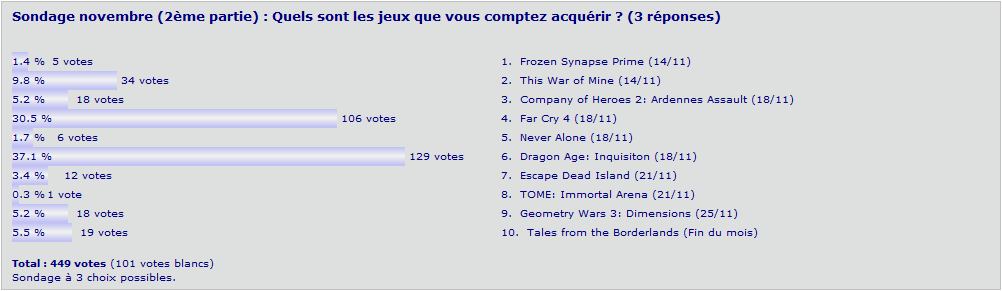 Sondage novembre (2ème partie) : Quels sont les jeux que vous comptez acquérir ? (3 réponses)
1.4 % 5 votes 1. Frozen Synapse Prime (14/11)
9.8 % 34 votes 2. This War of Mine (14/11)
5.2 % 18 votes 3. Company of Heroes 2: Ardennes Assault (18/11)
30.5 % 106 votes 4. Far Cry 4 (18/11)
1.7 % 6 votes 5. Never Alone (18/11)
37.1 % 129 votes 6. Dragon Age: Inquisiton (18/11)
3.4 % 12 votes 7. Escape Dead Island (21/11)
0.3 % 1 vote 8. TOME: Immortal Arena (21/11)
5.2 % 18 votes 9. Geometry Wars 3: Dimensions (25/11)
5.5 % 19 votes 10. Tales from the Borderlands (Fin du mois)
Total : 449 votes (101 votes blancs)
Sondage à 3 choix possibles.